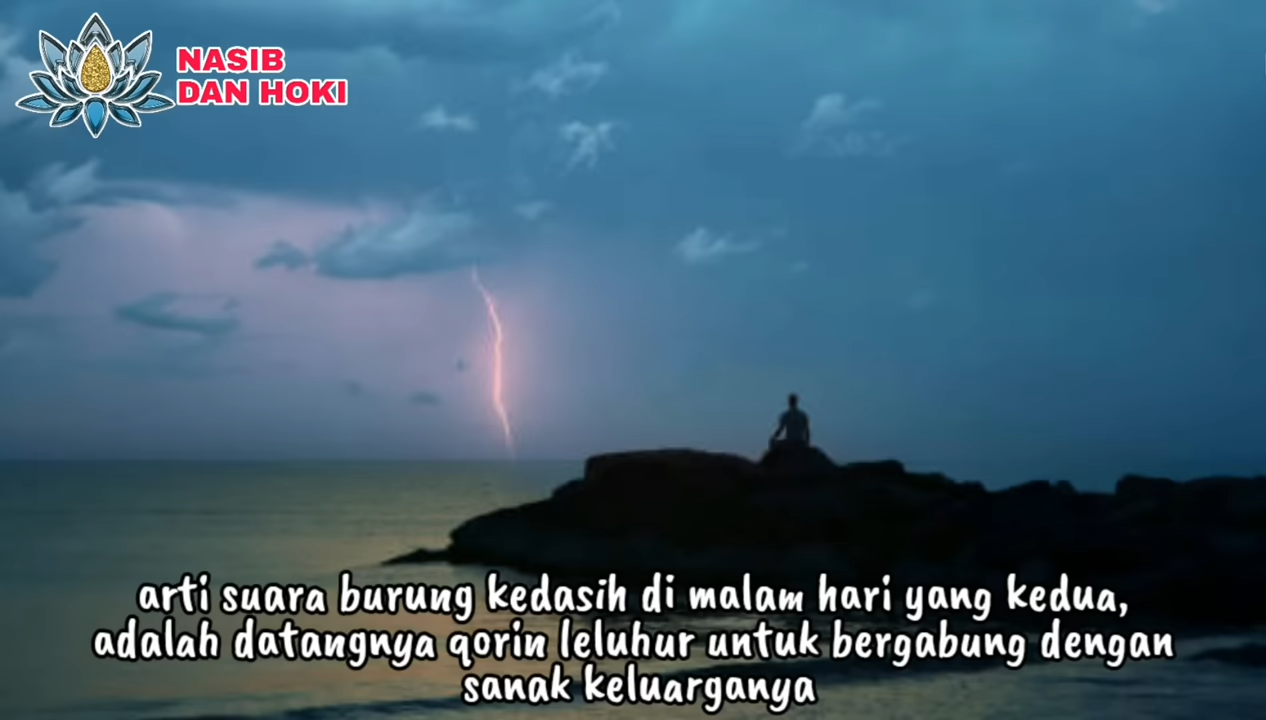 NASIB
DAN HOKI
arti suara burung kedasih di malam hari yang kedua,
adalah datangnya qorin leluhur untuk bergabung dengan
sanak keluarganya